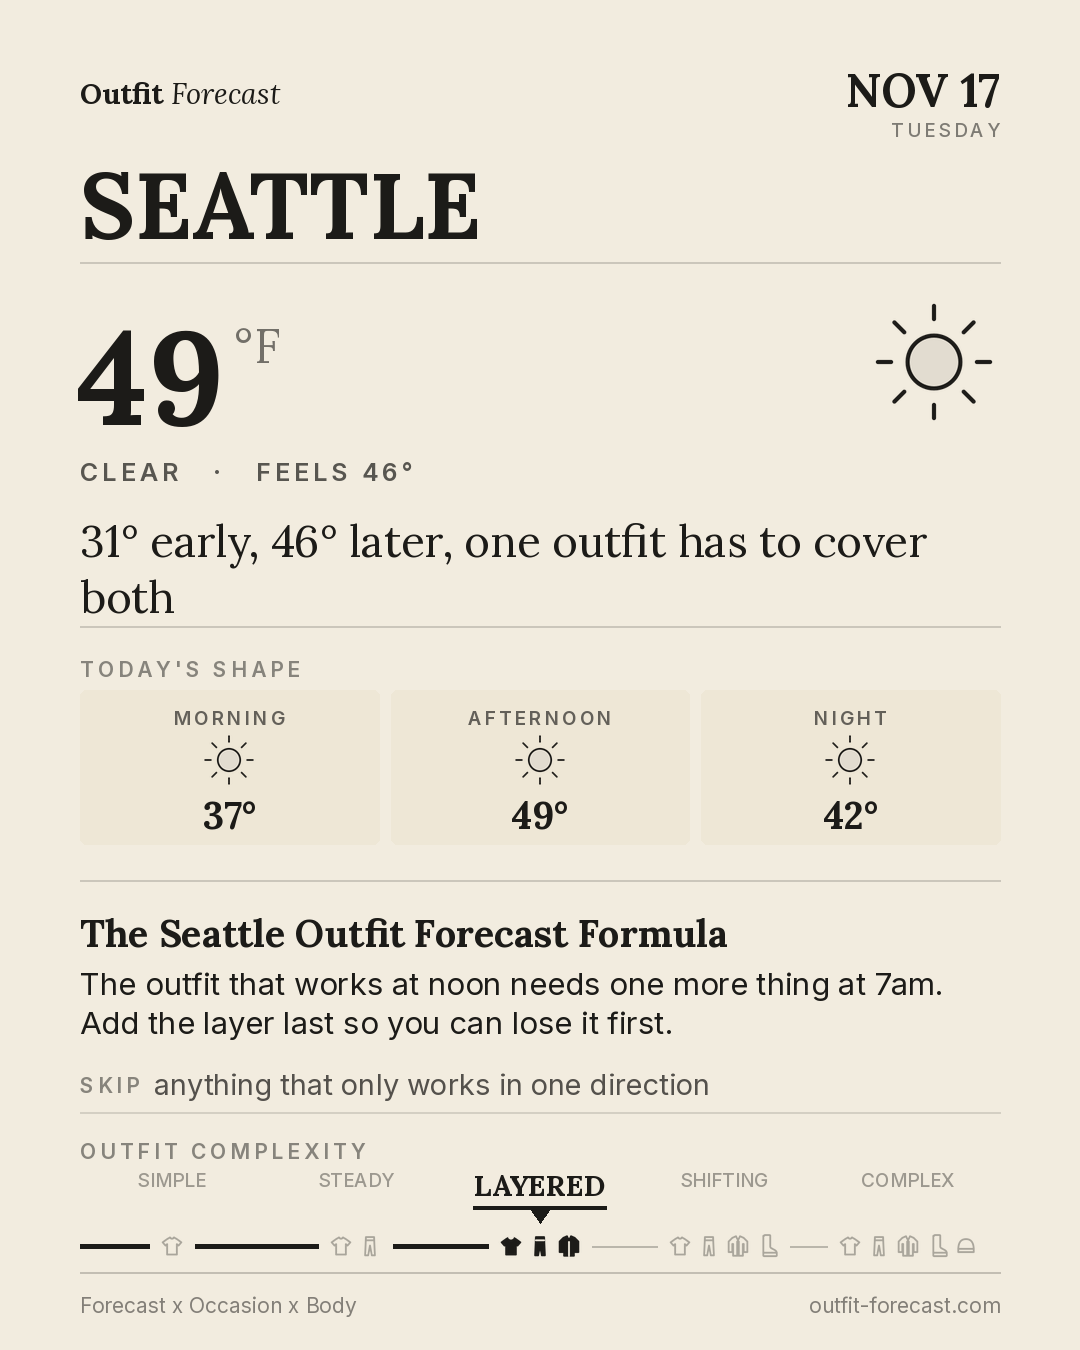 Outfit Forecast
NOV 17
TUESDAY
SEATTLE
49 °F
CLEAR · FEELS 46°
31° early, 46° later, one outfit has to cover
both
TODAY'S SHAPE
MORNING
37°
AFTERNOON
49°
NIGHT
42°
The Seattle Outfit Forecast Formula
The outfit that works at noon needs one more thing at 7am.
Add the layer last so you can lose it first.
SKIP anything that only works in one direction
OUTFIT COMPLEXITY
SIMPLE STEADY LAYERED SHIFTING COMPLEX
Forecast x Occasion x Body
outfit-forecast.com